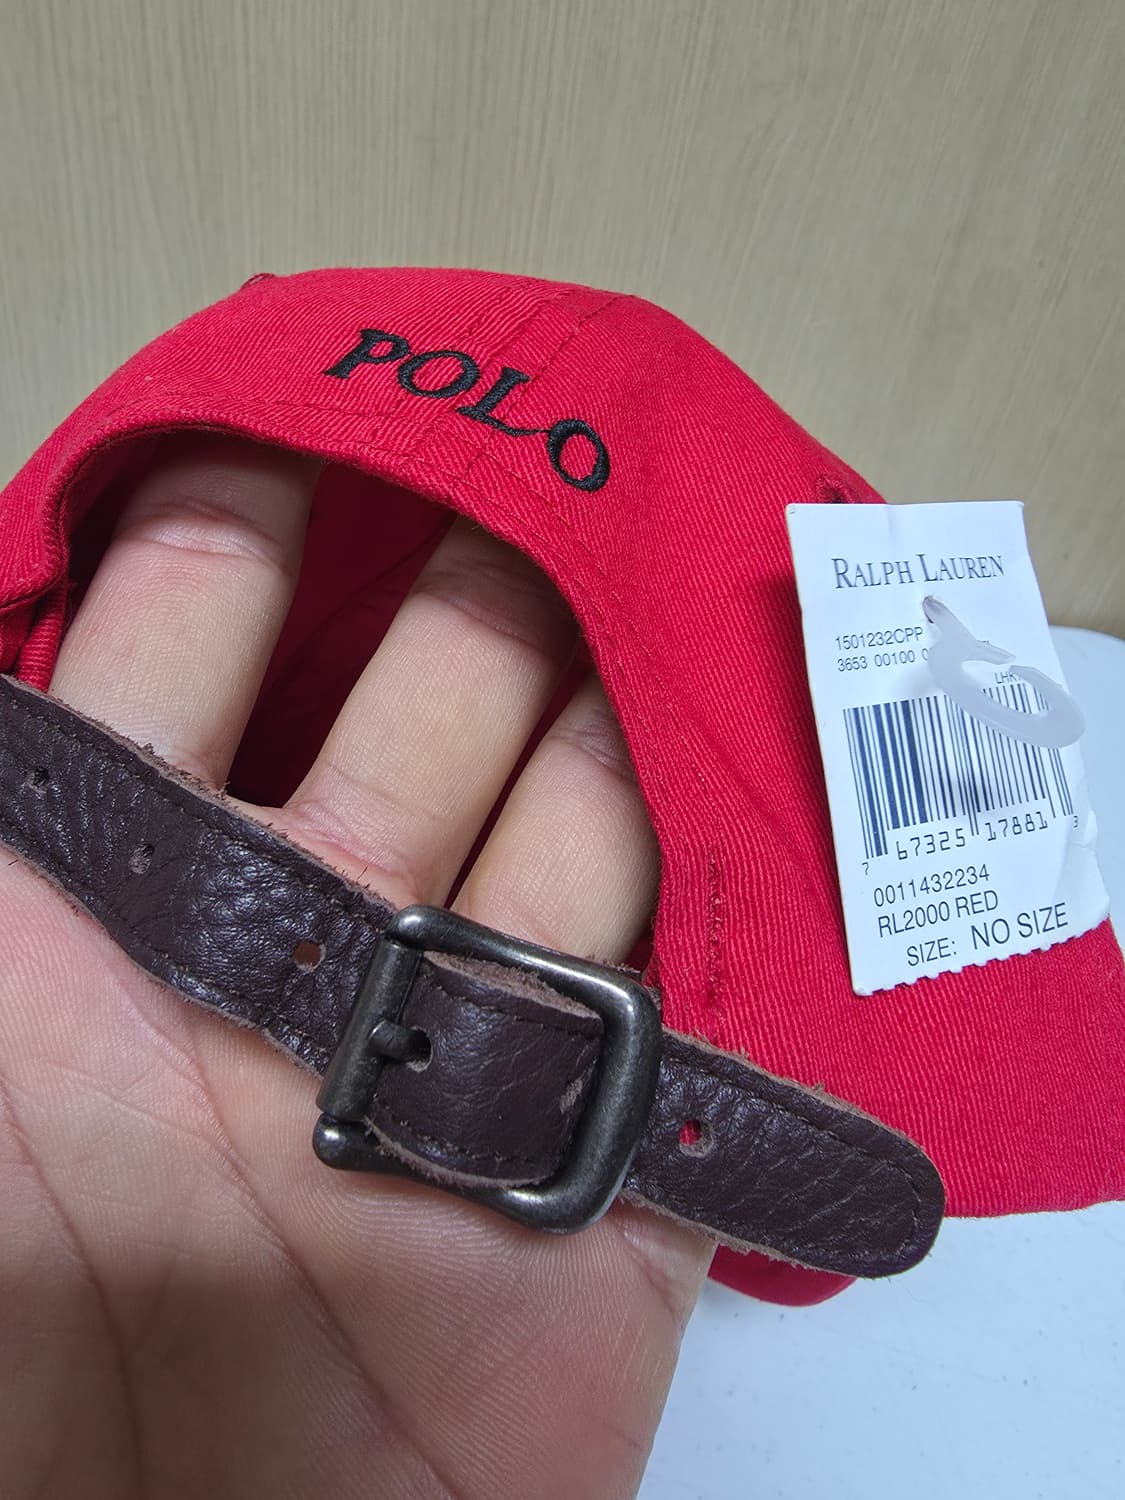 POLO
RALPH LAUREN
1501232CPP
3653 00100
7 67325 17881 3
0011432234
RL2000 RED
SIZE: NO SIZE